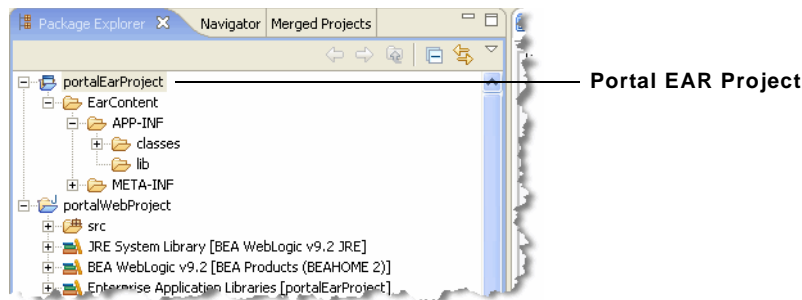 Package Explorer Navigator Merged Projects
portalEarProject
Portal EAR Project
EarContent
APP-INF
classes
lib
META-INF
portalWebProject
src
JRE System Library [BEA WebLogic v9.2 JRE]
BEA WebLogic v9.2 [BEA Products (BEAHOME 2)]
Enterprise Application Libraries [portalEarProject]